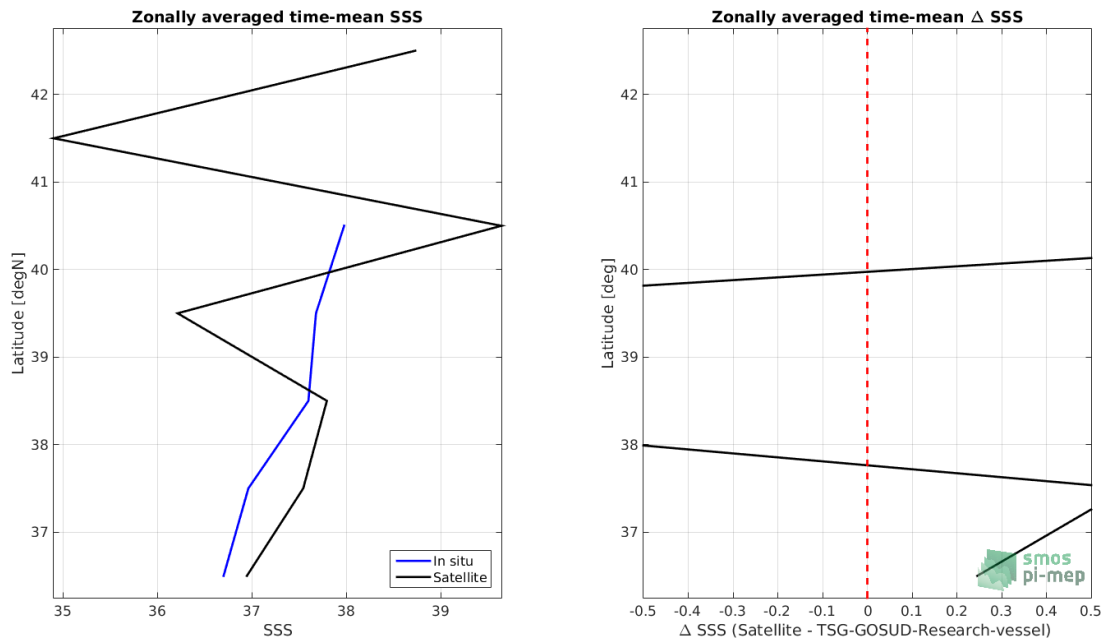 Zonally averaged time-mean SSS
Latitude [degN]
42
41
40
39
38
37
35 36 37 38 39
SSS
In situ
Satellite
Zonally averaged time-mean Δ SSS
Latitude [deg]
42
41
40
39
38
37
-0.5 -0.4 -0.3 -0.2 -0.1 0 0.1 0.2 0.3 0.4 0.5
Δ SSS (Satellite - TSG-GOSUD-Research-vessel)
smos
pi-mep